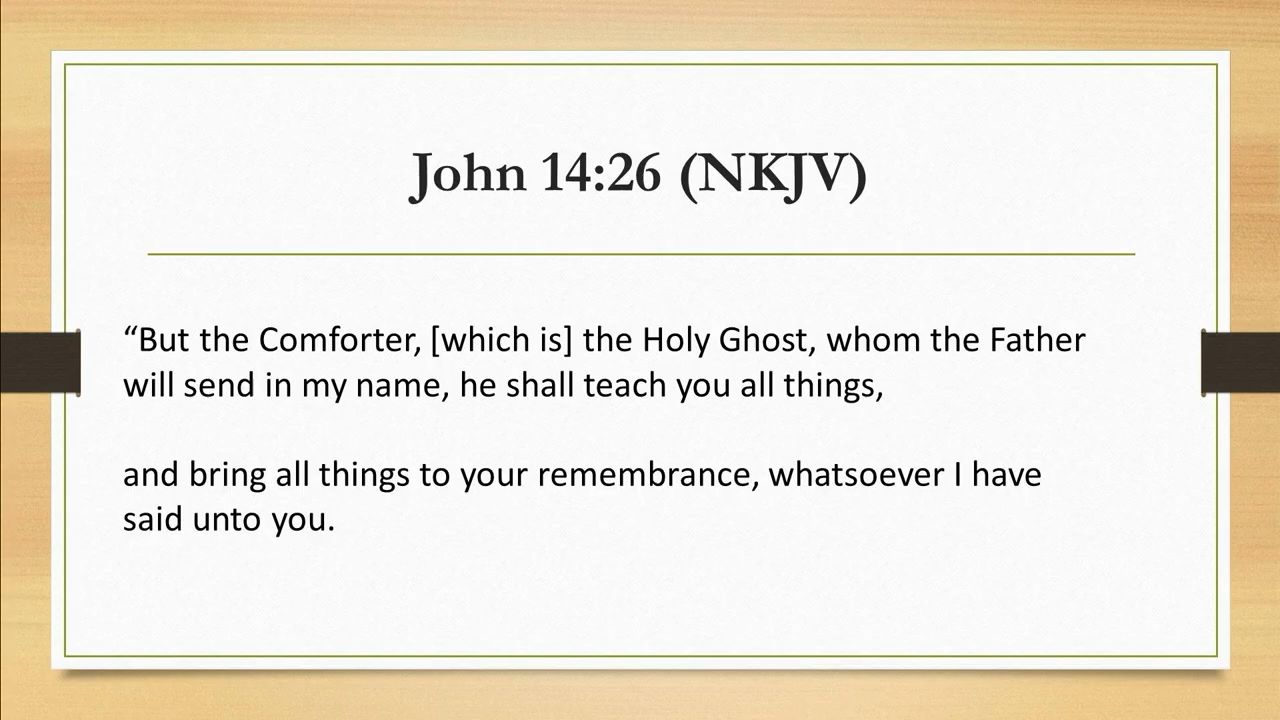 John 14:26 (NKJV)
“But the Comforter, [which is] the Holy Ghost, whom the Father
will send in my name, he shall teach you all things,
and bring all things to your remembrance, whatsoever I have
said unto you.